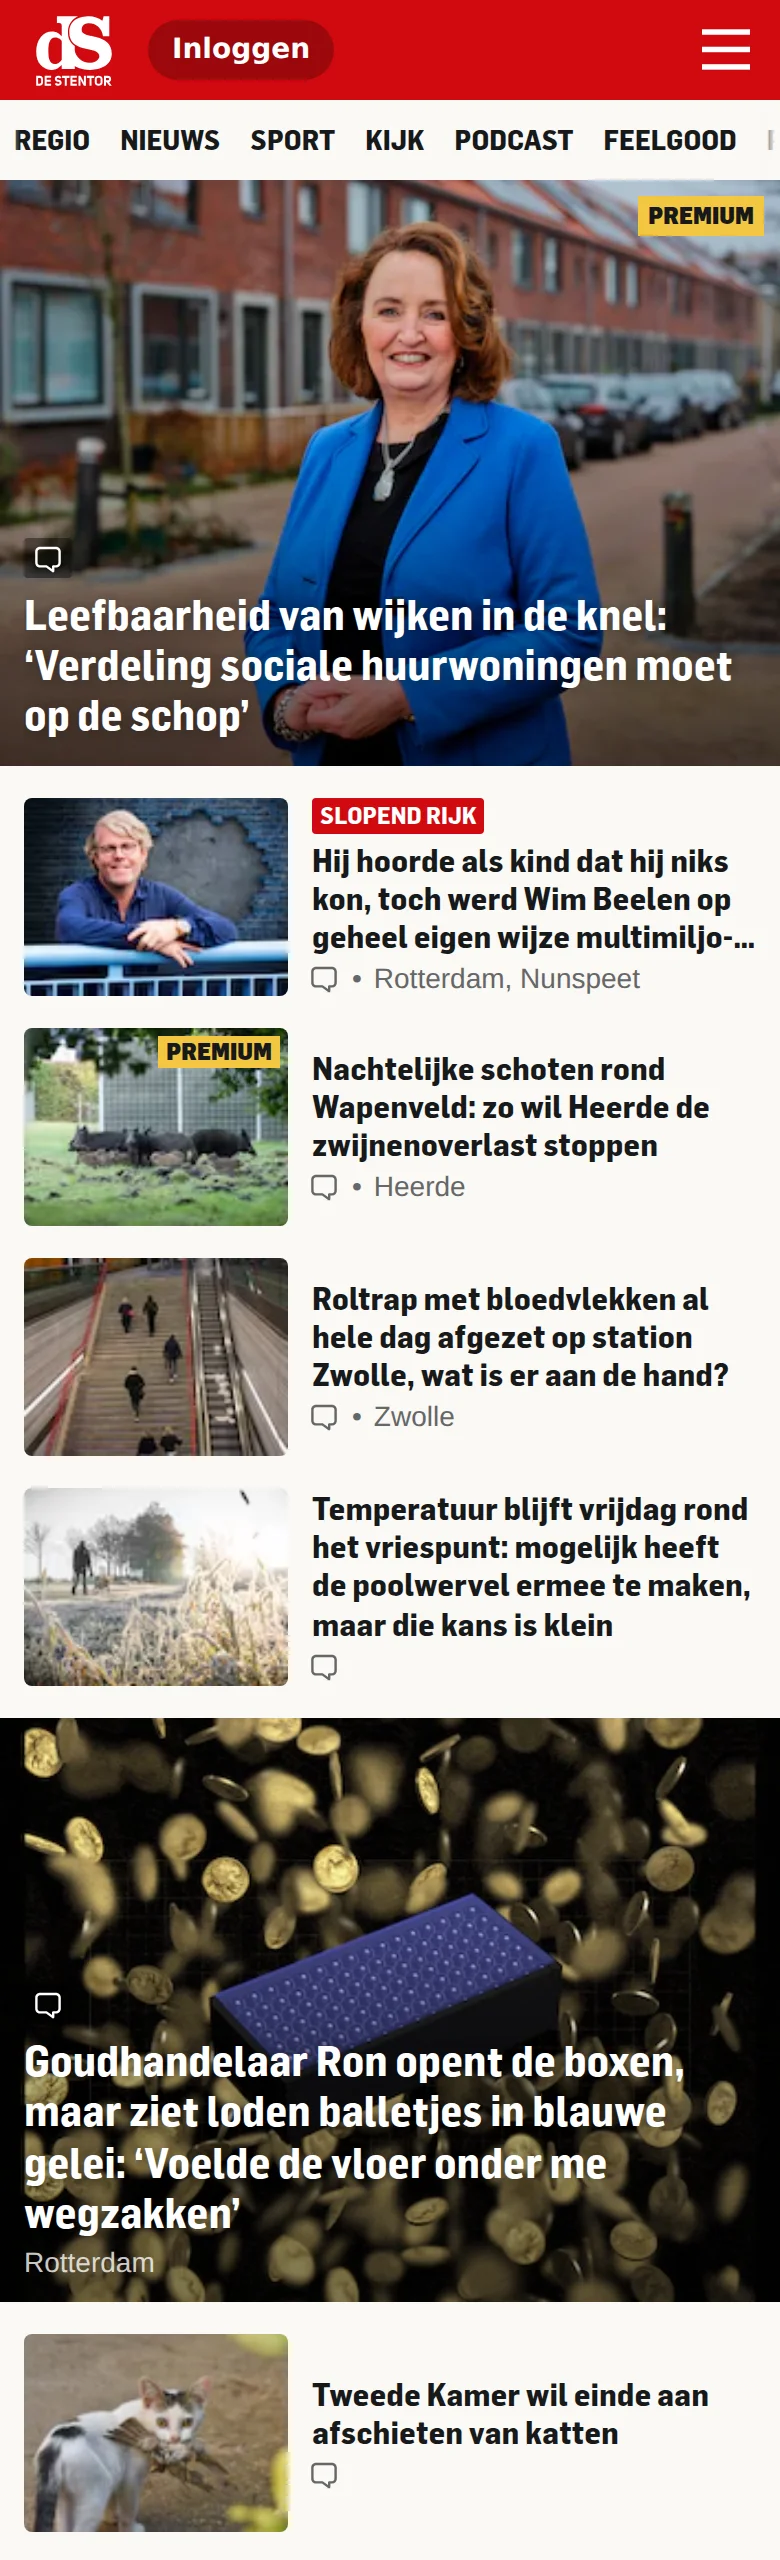 dS
DE STENTOR
Inloggen
REGIO NIEUWS SPORT KIJK PODCAST FEELGOOD
PREMIUM
Leefbaarheid van wijken in de knel:
‘Verdeling sociale huurwoningen moet
op de schop’
SLOPEND RIJK
Hij hoorde als kind dat hij niks
kon, toch werd Wim Beelen op
geheel eigen wijze multimiljo-...
• Rotterdam, Nunspeet
PREMIUM
Nachtelijke schoten rond
Wapenveld: zo wil Heerde de
zwijnenoverlast stoppen
• Heerde
Roltrap met bloedvlekken al
hele dag afgezet op station
Zwolle, wat is er aan de hand?
• Zwolle
Temperatuur blijft vrijdag rond
het vriespunt: mogelijk heeft
de poolwervel ermee te maken,
maar die kans is klein
Goudhandelaar Ron opent de boxen,
maar ziet loden balletjes in blauwe
gelei: ‘Voelde de vloer onder me
wegzakken’
Rotterdam
Tweede Kamer wil einde aan
afschieten van katten